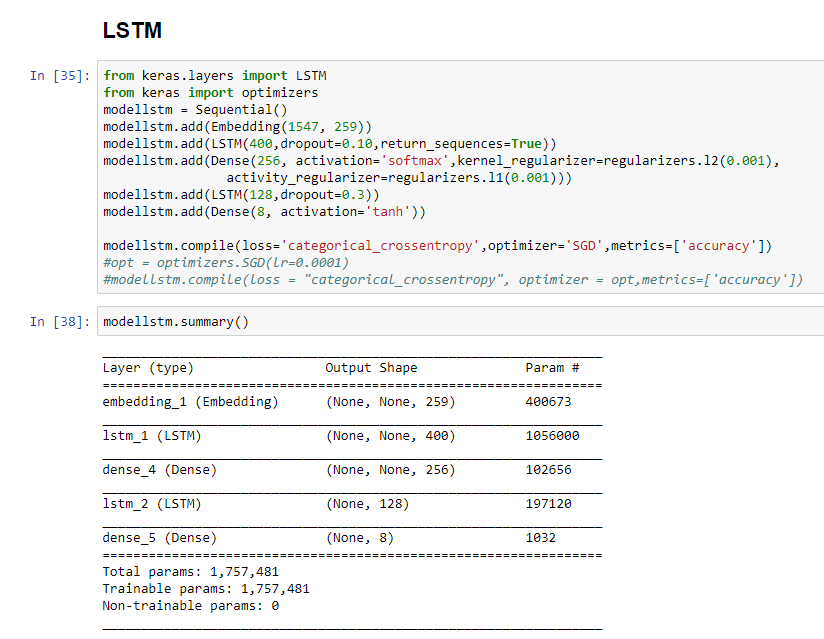 LSTM
In [35]: from keras.layers import LSTM
from keras import optimizers
modellstm = Sequential()
modellstm.add(Embedding(1547, 259))
modellstm.add(LSTM(400,dropout=0.10,return_sequences=True))
modellstm.add(Dense(256, activation='softmax',kernel_regularizer=regularizers.l2(0.001),
activity_regularizer=regularizers.l1(0.001)))
modellstm.add(LSTM(128,dropout=0.3))
modellstm.add(Dense(8, activation='tanh'))
modellstm.compile(loss='categorical_crossentropy',optimizer='SGD',metrics=['accuracy'])
#opt = optimizers.SGD(lr=0.0001)
#modellstm.compile(loss = "categorical_crossentropy", optimizer = opt,metrics=['accuracy'])
In [38]: modellstm.summary()
Layer (type) Output Shape Param #
embedding_1 (Embedding) (None, None, 259) 400673
lstm_1 (LSTM) (None, None, 400) 1056000
dense_4 (Dense) (None, None, 256) 102656
lstm_2 (LSTM) (None, 128) 197120
dense_5 (Dense) (None, 8) 1032
Total params: 1,757,481
Trainable params: 1,757,481
Non-trainable params: 0